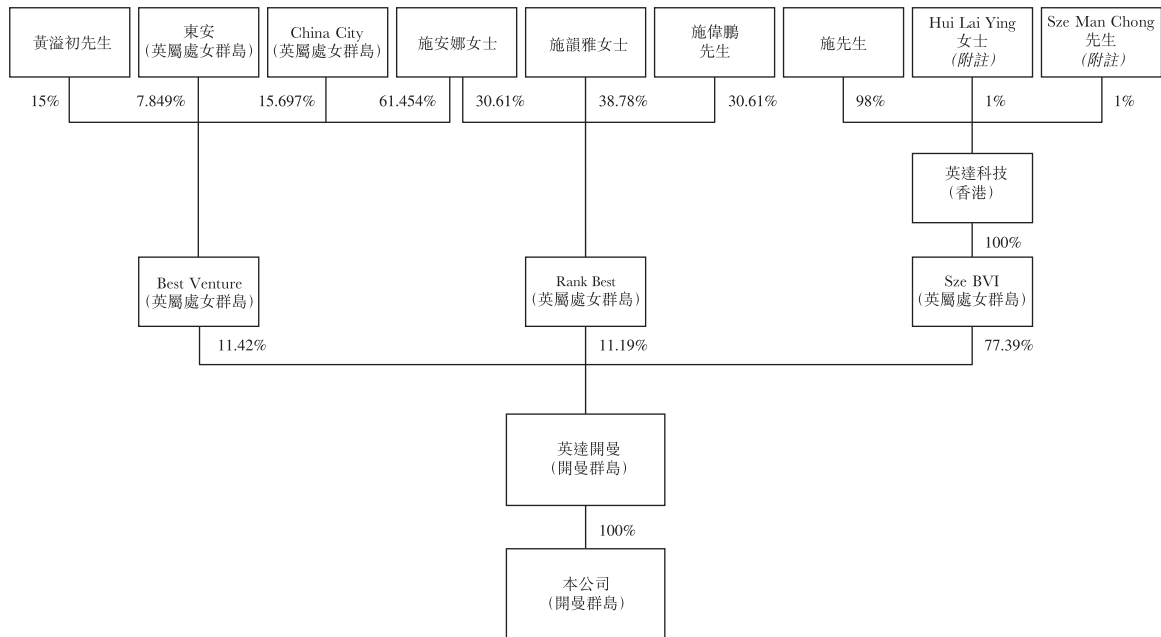 黃溢初先生
東安
(英屬處女群島)
China City
(英屬處女群島)
施安娜女士
施韻雅女士
施偉鵬
先生
施先生
Hui Lai Ying
女士
(附註)
Sze Man Chong
先生
(附註)
15%
7.849%
15.697%
61.454%
30.61%
38.78%
30.61%
98%
1%
1%
英達科技
(香港)
100%
Best Venture
(英屬處女群島)
Rank Best
(英屬處女群島)
Sze BVI
(英屬處女群島)
11.42%
11.19%
77.39%
英達開曼
(開曼群島)
100%
本公司
(開曼群島)